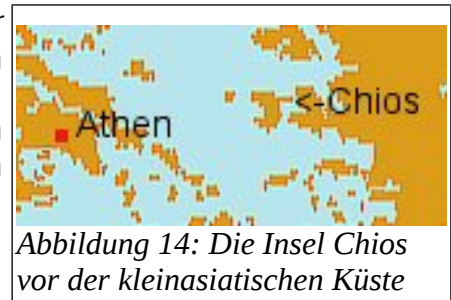 <-Chios
Athen
Abbildung 14: Die Insel Chios
vor der kleinasiatischen Küste